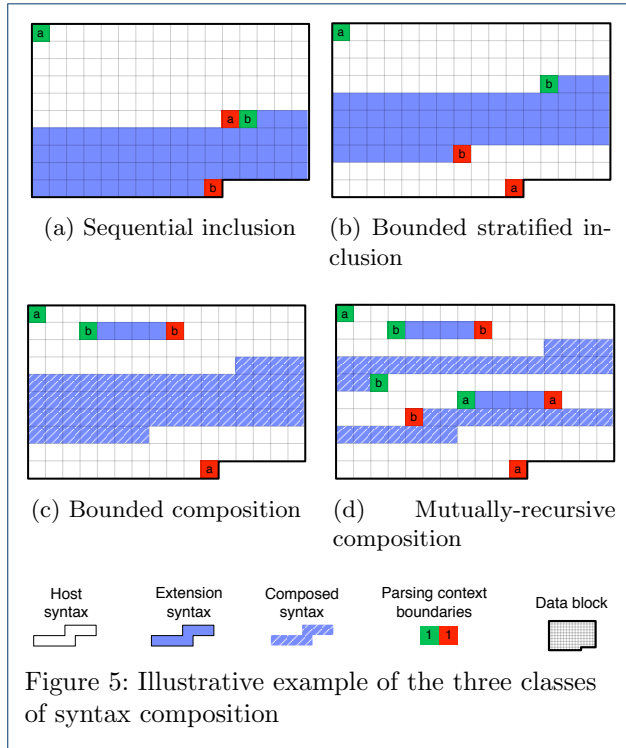 a
a b
b
(a) Sequential inclusion
a
b
b
a
(b) Bounded stratified in-
clusion
a
b b
a
(c) Bounded composition
a
b b
b
a a
b
a
(d) Mutually-recursive
composition
Host
syntax
Extension
syntax
Composed
syntax
Parsing context
boundaries
1 1
Data block
Figure 5: Illustrative example of the three classes
of syntax composition